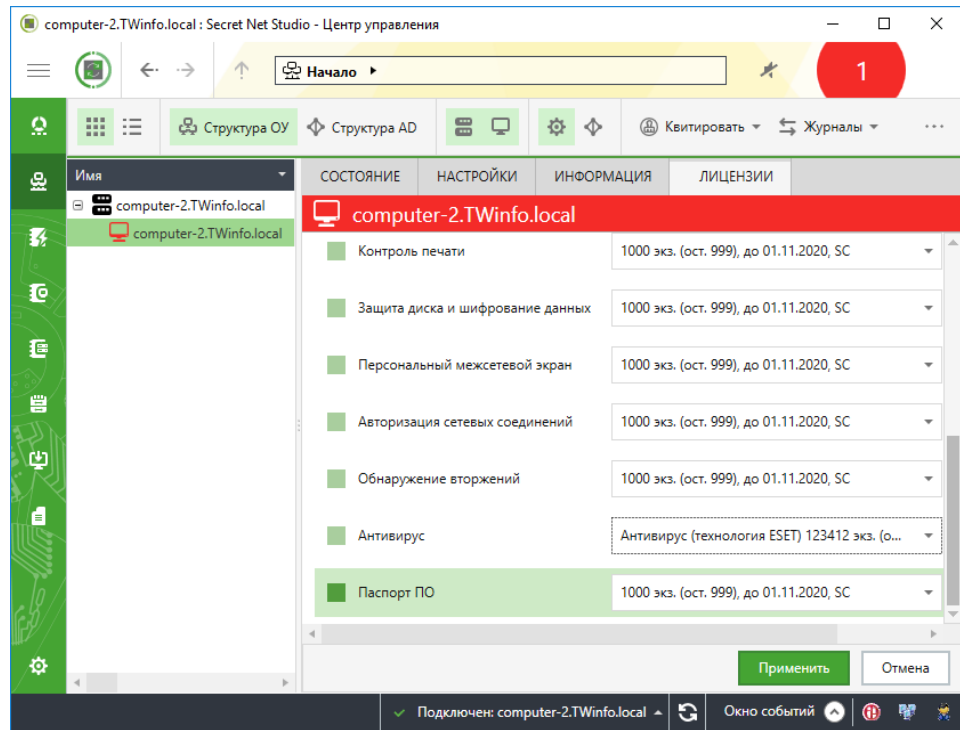 computer-2.TWinfo.local : Secret Net Studio - Центр управления
Начало
1
Структура ОУ
Структура AD
Квитировать
Журналы
Имя
computer-2.TWinfo.local
computer-2.TWinfo.local
СОСТОЯНИЕ НАСТРОЙКИ ИНФОРМАЦИЯ ЛИЦЕНЗИИ
computer-2.TWinfo.local
Контроль печати 1000 экз. (ост. 999), до 01.11.2020, SC
Защита диска и шифрование данных 1000 экз. (ост. 999), до 01.11.2020, SC
Персональный межсетевой экран 1000 экз. (ост. 999), до 01.11.2020, SC
Авторизация сетевых соединений 1000 экз. (ост. 999), до 01.11.2020, SC
Обнаружение вторжений 1000 экз. (ост. 999), до 01.11.2020, SC
Антивирус Антивирус (технология ESET) 123412 экз. (о...
Паспорт ПО 1000 экз. (ост. 999), до 01.11.2020, SC
Применить Отмена
Подключен: computer-2.TWinfo.local Окно событий